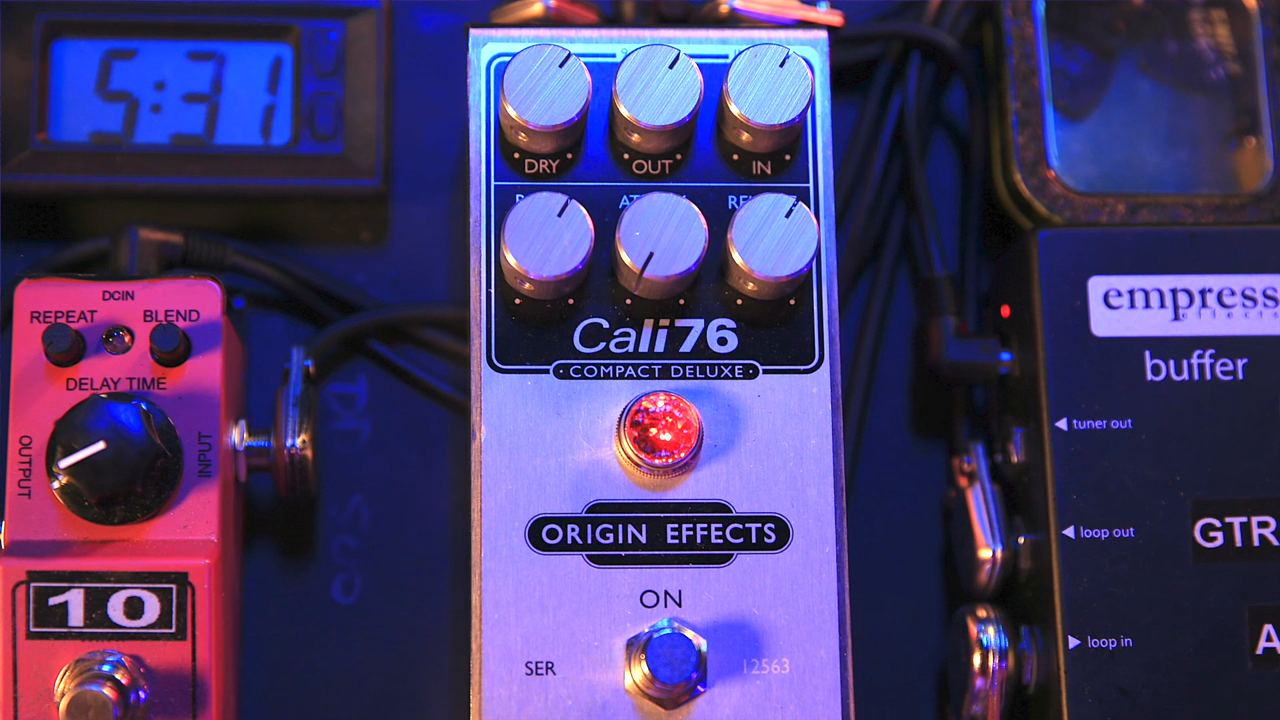 5:31
DRY OUT IN
Cali76
·COMPACT DELUXE·
ORIGIN EFFECTS
ON
SER 12563
DCIN
REPEAT BLEND
DELAY TIME
OUTPUT
INPUT
10
empress
effects
buffer
tuner out
loop out
GTR
loop in
A